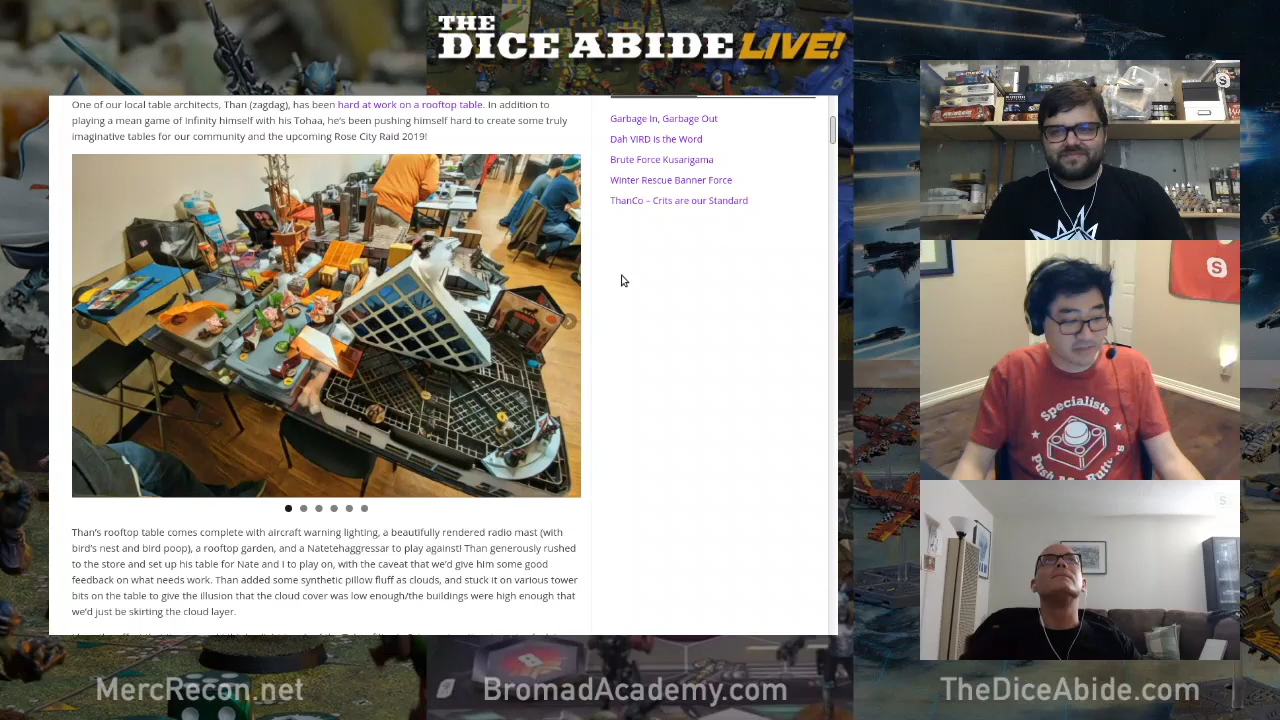 THE
DICE ABIDE LIVE!
One of our local table architects, Than (zagdag), has been hard at work on a rooftop table. In addition to
playing a mean game of Infinity himself with his Tohaa, he's been pushing himself hard to create some truly
imaginative tables for our community and the upcoming Rose City Raid 2019!
Garbage In, Garbage Out
Dah VIRD is the Word
Brute Force Kusarigama
Winter Rescue Banner Force
ThanCo – Crits are our Standard
Than's rooftop table comes complete with aircraft warning lighting, a beautifully rendered radio mast (with
bird's nest and bird poop), a rooftop garden, and a Natetehaggressar to play against! Than generously rushed
to the store and set up his table for Nate and I to play on, with the caveat that we'd give him some good
feedback on what needs work. Than added some synthetic pillow fluff as clouds, and stuck it on various tower
bits on the table to give the illusion that the cloud cover was low enough/the buildings were high enough that
we'd just be skirting the cloud layer.
Specialists
Push
MercRecon.net
BromadAcademy.com
TheDiceAbide.com